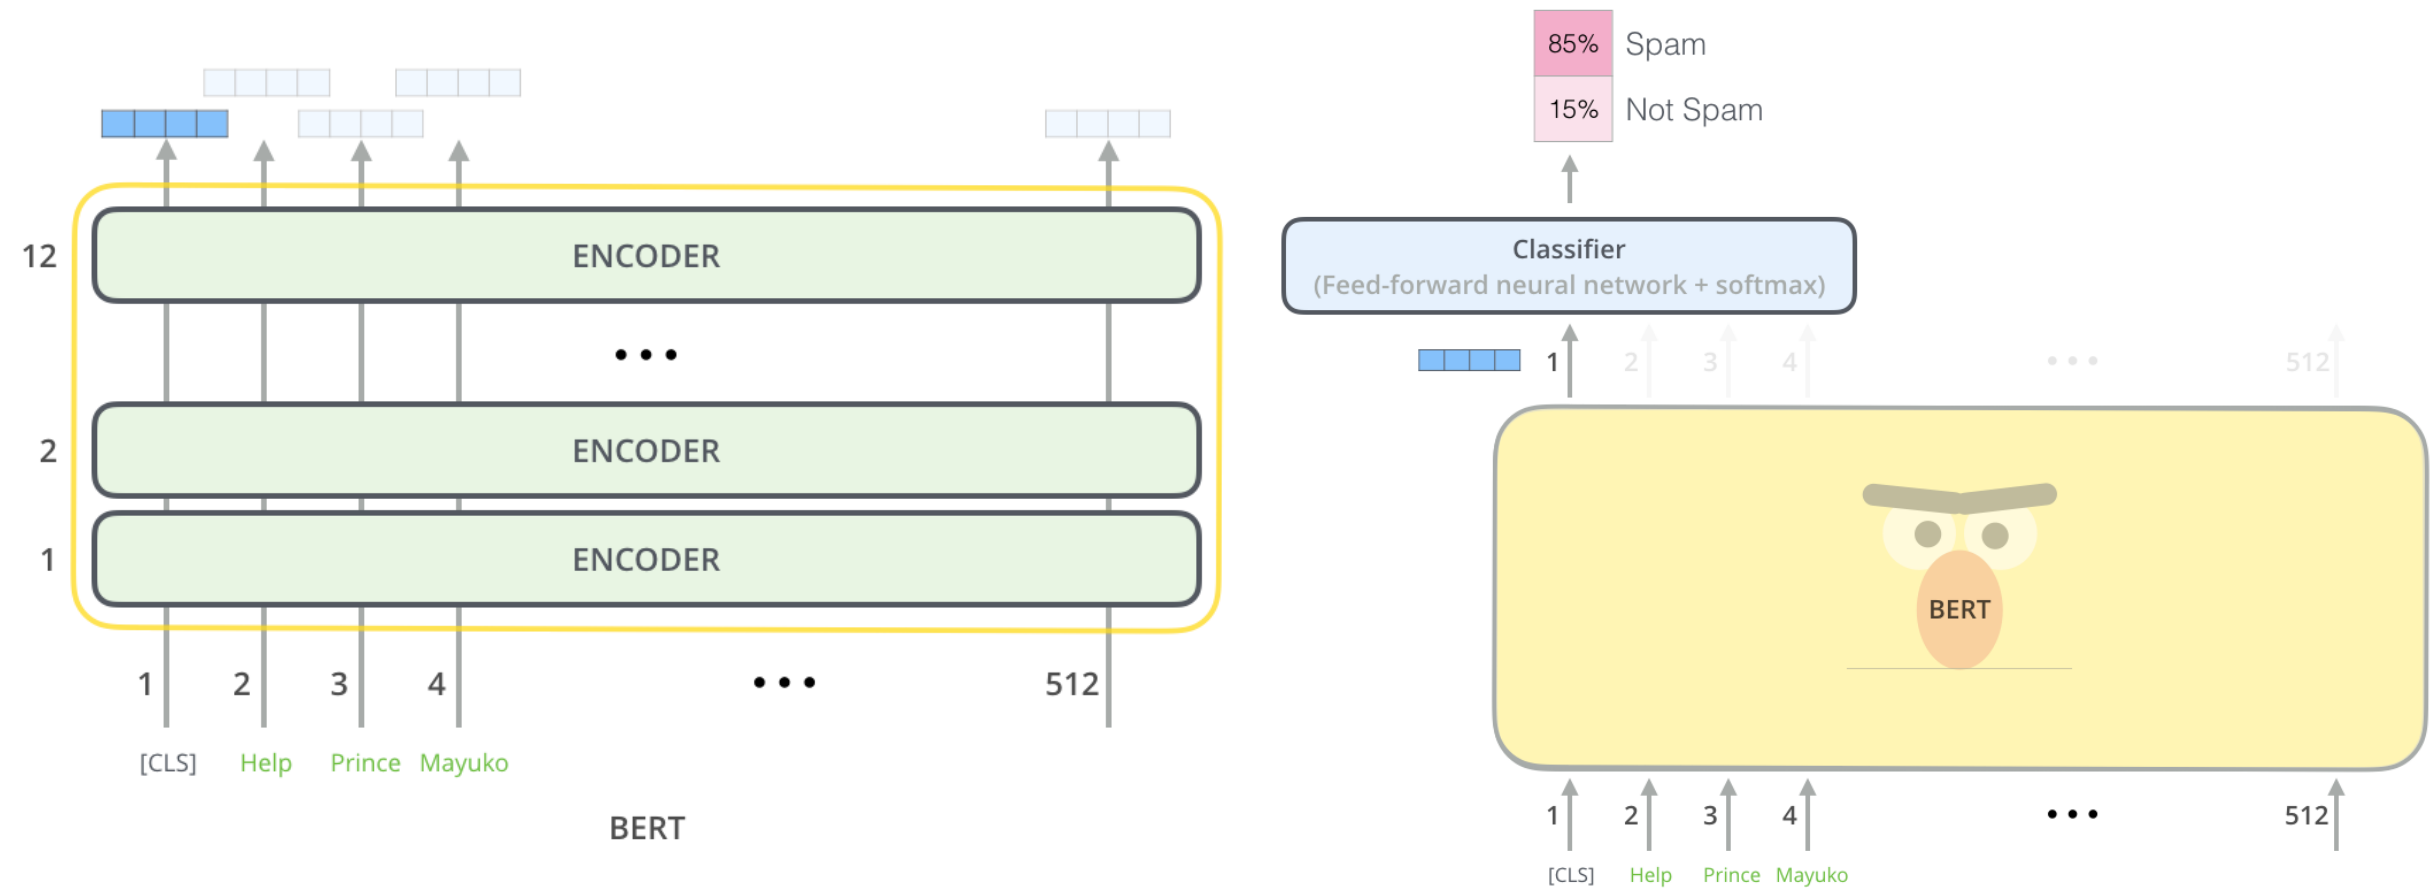 12
ENCODER
2
ENCODER
1
ENCODER
1 2 3 4 512
[CLS] Help Prince Mayuko
BERT
85% Spam
15% Not Spam
Classifier
(Feed-forward neural network + softmax)
1 2 3 4 512
BERT
1 2 3 4 512
[CLS] Help Prince Mayuko